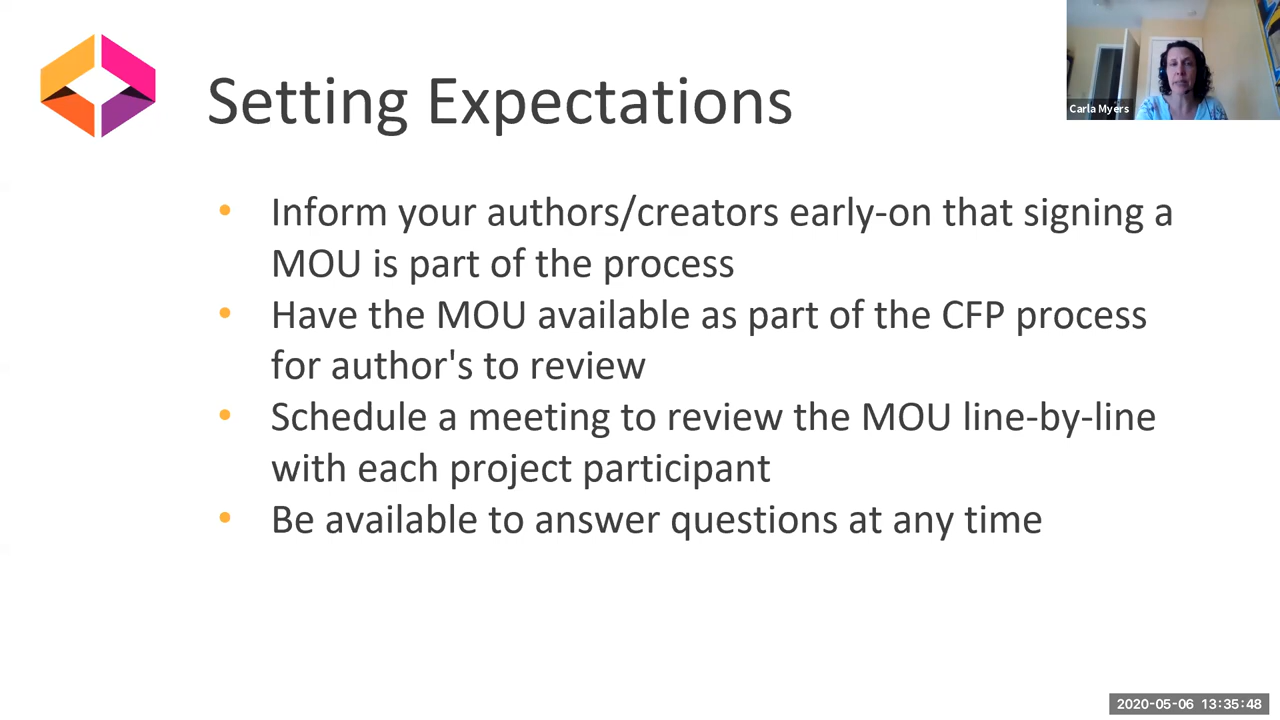 Setting Expectations
Carla Myers
• Inform your authors/creators early-on that signing a
MOU is part of the process
• Have the MOU available as part of the CFP process
for author's to review
• Schedule a meeting to review the MOU line-by-line
with each project participant
• Be available to answer questions at any time
2020-05-06 13:35:48